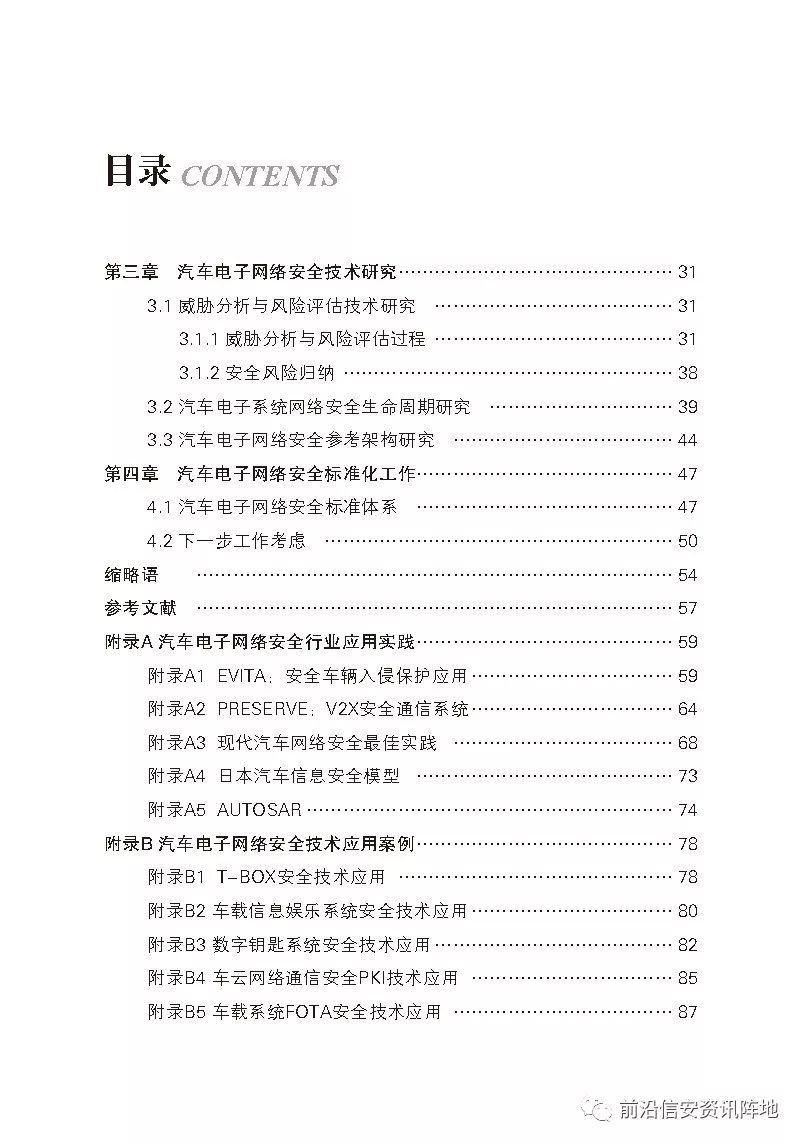 目录 CONTENTS
第三章 汽车电子网络安全技术研究…………………………………… 31
3.1 威胁分析与风险评估技术研究 …………………………………… 31
3.1.1 威胁分析与风险评估过程 …………………………………… 31
3.1.2 安全风险归纳 …………………………………… 38
3.2 汽车电子系统网络安全生命周期研究 …………………………………… 39
3.3 汽车电子网络安全参考架构研究 …………………………………… 44
第四章 汽车电子网络安全标准化工作…………………………………… 47
4.1 汽车电子网络安全标准体系 …………………………………… 47
4.2 下一步工作考虑 …………………………………… 50
缩略语 …………………………………… 54
参考文献 …………………………………… 57
附录A 汽车电子网络安全行业应用实践…………………………………… 59
附录A1 EVITA：安全车辆入侵保护应用…………………………………… 59
附录A2 PRESERVE：V2X安全通信系统…………………………………… 64
附录A3 现代汽车网络安全最佳实践 …………………………………… 68
附录A4 日本汽车信息安全模型 …………………………………… 73
附录A5 AUTOSAR…………………………………… 74
附录B 汽车电子网络安全技术应用案例…………………………………… 78
附录B1 T-BOX安全技术应用 …………………………………… 78
附录B2 车载信息娱乐系统安全技术应用…………………………………… 80
附录B3 数字钥匙系统安全技术应用…………………………………… 82
附录B4 车云网络通信安全PKI技术应用 …………………………………… 85
附录B5 车载系统FOTA安全技术应用 …………………………………… 87
前沿信安资讯阵地